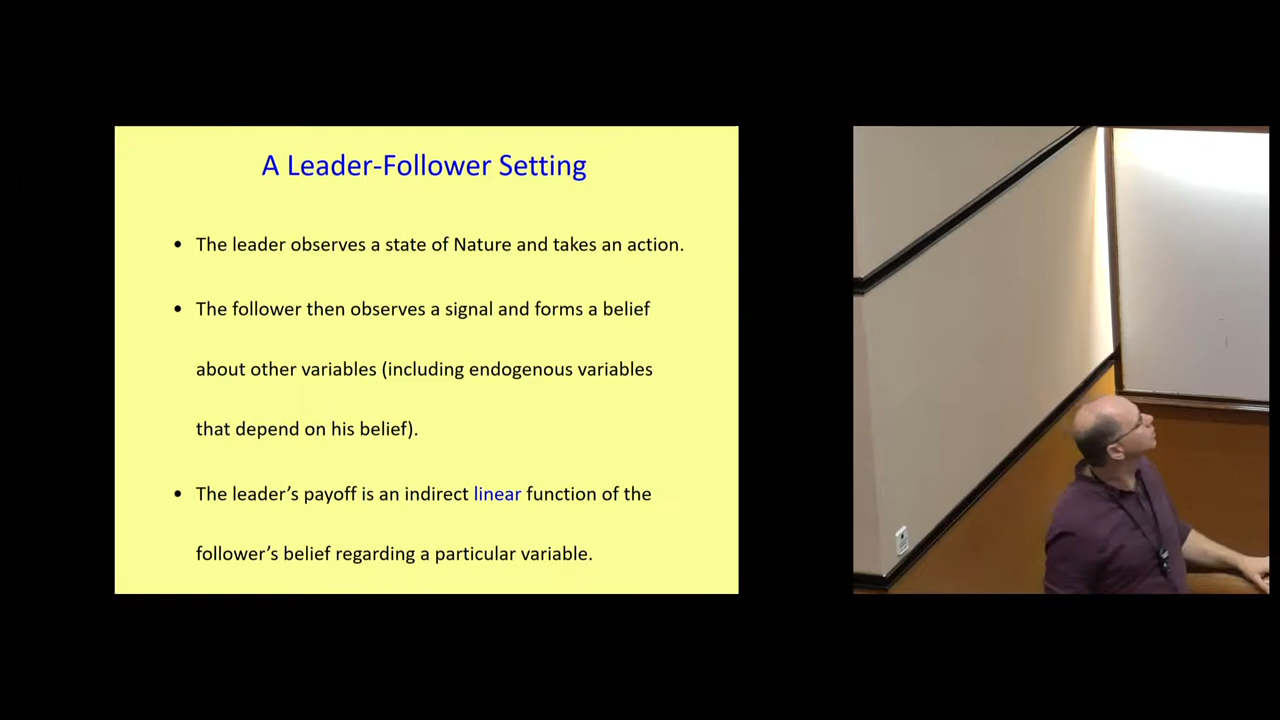 A Leader-Follower Setting
• The leader observes a state of Nature and takes an action.
• The follower then observes a signal and forms a belief
about other variables (including endogenous variables
that depend on his belief).
• The leader’s payoff is an indirect linear function of the
follower’s belief regarding a particular variable.